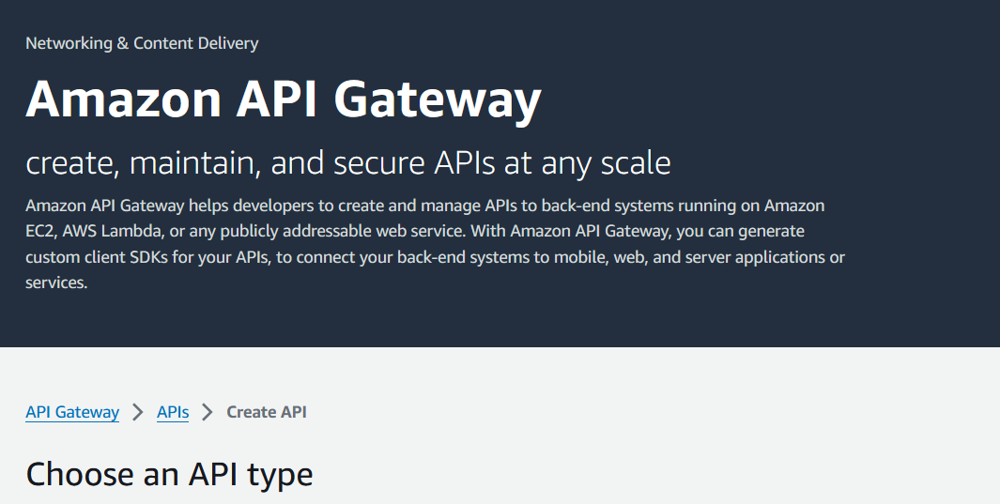 Networking & Content Delivery
Amazon API Gateway
create, maintain, and secure APIs at any scale
Amazon API Gateway helps developers to create and manage APIs to back-end systems running on Amazon
EC2, AWS Lambda, or any publicly addressable web service. With Amazon API Gateway, you can generate
custom client SDKs for your APIs, to connect your back-end systems to mobile, web, and server applications or
services.
API Gateway > APIs > Create API
Choose an API type